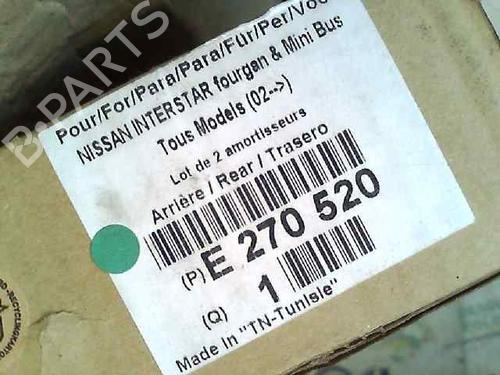 Pour/For/Para/Para/Für/Per/Voo
NISSAN INTERSTAR fourgan & Mini Bus
Tous Models (02-->)
Lot de 2 amortisseurs
Arrière / Rear / Trasero
(P) E 270 520
(Q) 1
Made In "TN-Tunisie"
B-PARTS